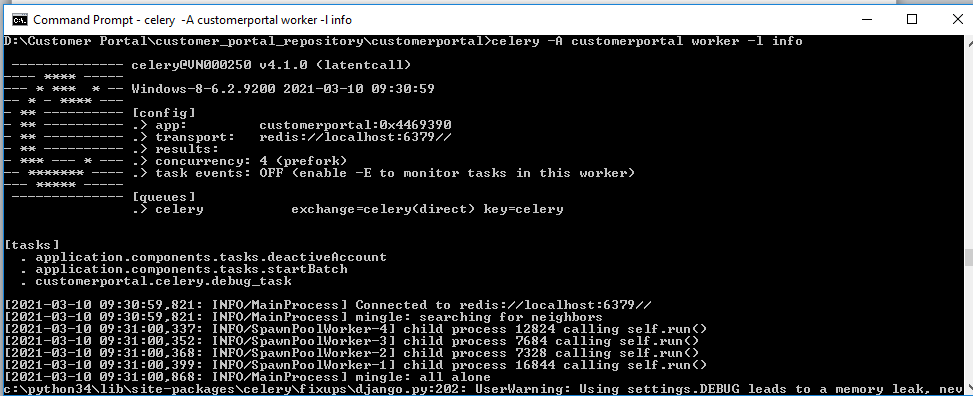 Command Prompt - celery -A customerportal worker -l info
D:\Customer Portal\customer_portal_repository\customerportal>celery -A customerportal worker -l info
-------------- celery@VN000250 v4.1.0 (latentcall)
---- **** -----
--- * ***  * -- Windows-8-6.2.9200 2021-03-10 09:30:59
-- * - **** ---
- ** ---------- [config]
- ** ---------- .> app:         customerportal:0x4469390
- ** ---------- .> transport:   redis://localhost:6379//
- ** ---------- .> results:
- *** --- * --- .> concurrency: 4 (prefork)
-- ******* ---- .> task events: OFF (enable -E to monitor tasks in this worker)
--- ***** -----
-------------- [queues]
.> celery           exchange=celery(direct) key=celery
[tasks]
. application.components.tasks.deactiveAccount
. application.components.tasks.startBatch
. customerportal.celery.debug_task
[2021-03-10 09:30:59,821: INFO/MainProcess] Connected to redis://localhost:6379//
[2021-03-10 09:30:59,821: INFO/MainProcess] mingle: searching for neighbors
[2021-03-10 09:31:00,337: INFO/SpawnPoolWorker-4] child process 12824 calling self.run()
[2021-03-10 09:31:00,352: INFO/SpawnPoolWorker-3] child process 7684 calling self.run()
[2021-03-10 09:31:00,368: INFO/SpawnPoolWorker-2] child process 7328 calling self.run()
[2021-03-10 09:31:00,399: INFO/SpawnPoolWorker-1] child process 16844 calling self.run()
[2021-03-10 09:31:00,868: INFO/MainProcess] mingle: all alone
c:\python34\lib\site-packages\celery\fixups\django.py:202: UserWarning: Using settings.DEBUG leads to a memory leak, nev